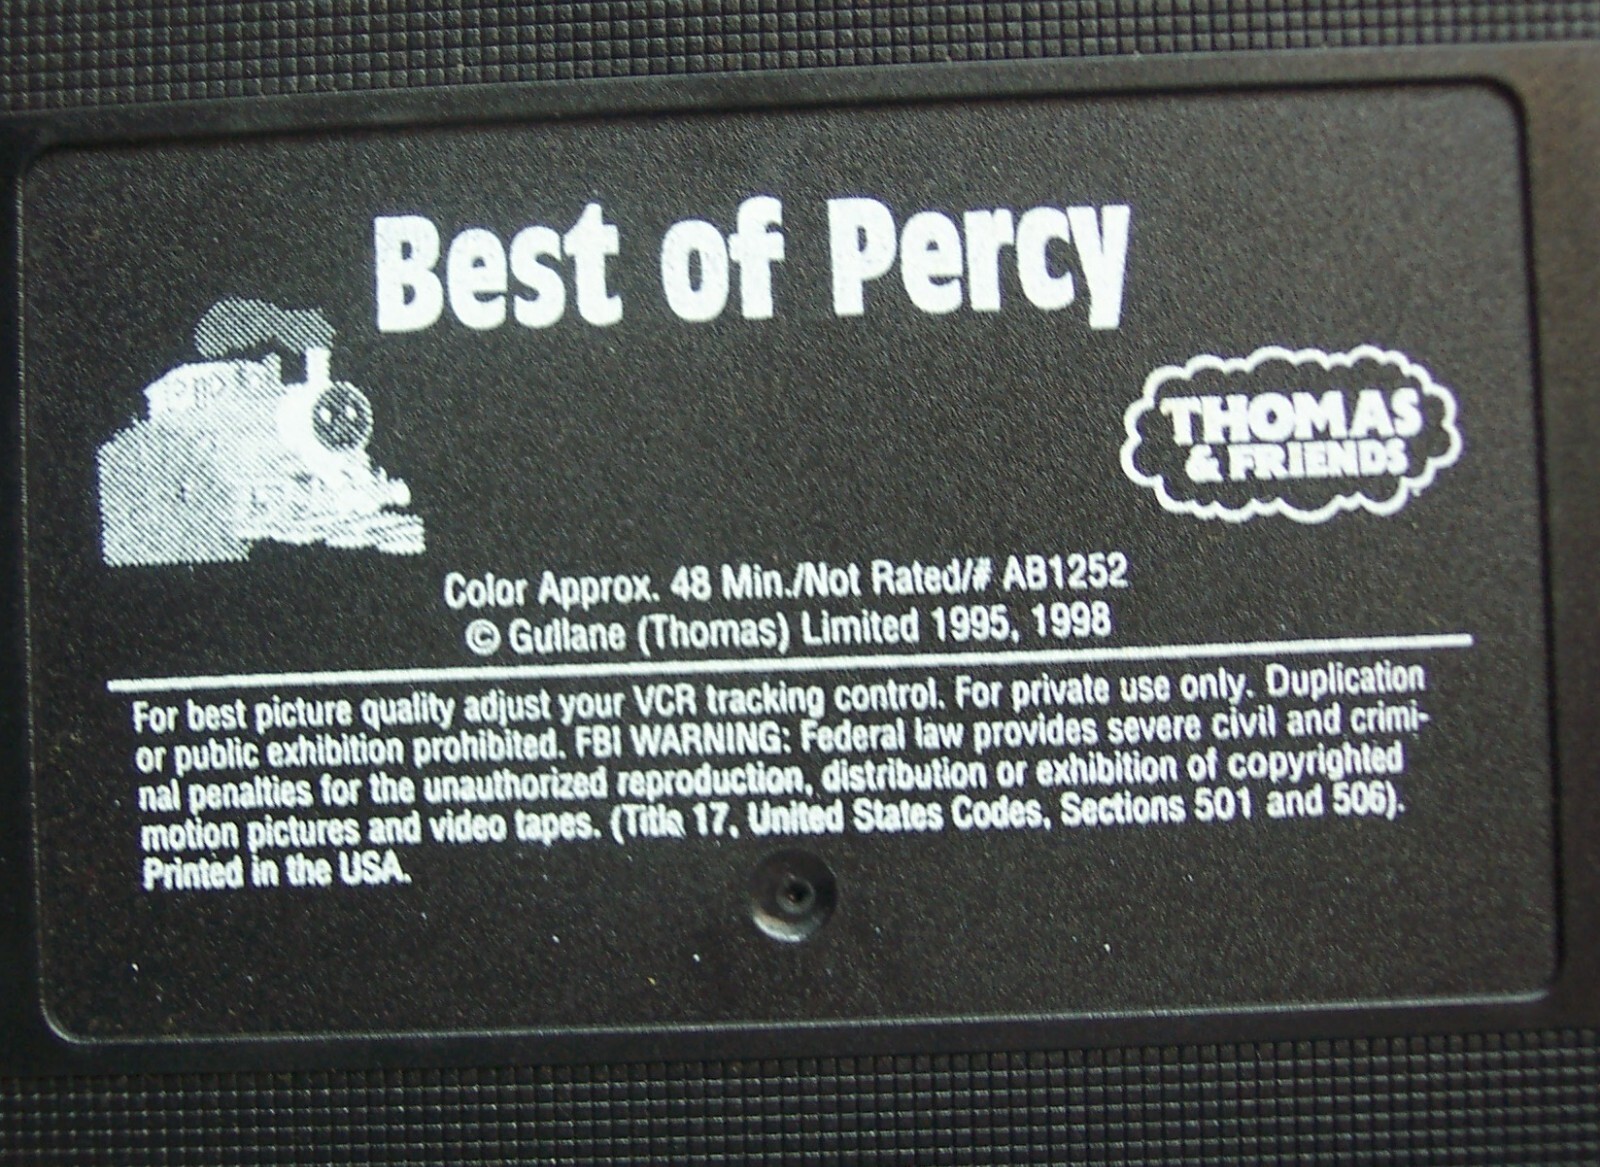 Best of Percy
THOMAS
& FRIENDS
Color Approx. 48 Min./Not Rated/# AB1252
© Gullane (Thomas) Limited 1995, 1998
For best picture quality adjust your VCR tracking control. For private use only. Duplication
or public exhibition prohibited. FBI WARNING: Federal law provides severe civil and crimi-
nal penalties for the unauthorized reproduction, distribution or exhibition of copyrighted
motion pictures and video tapes. (Title 17, United States Codes, Sections 501 and 506).
Printed in the USA.